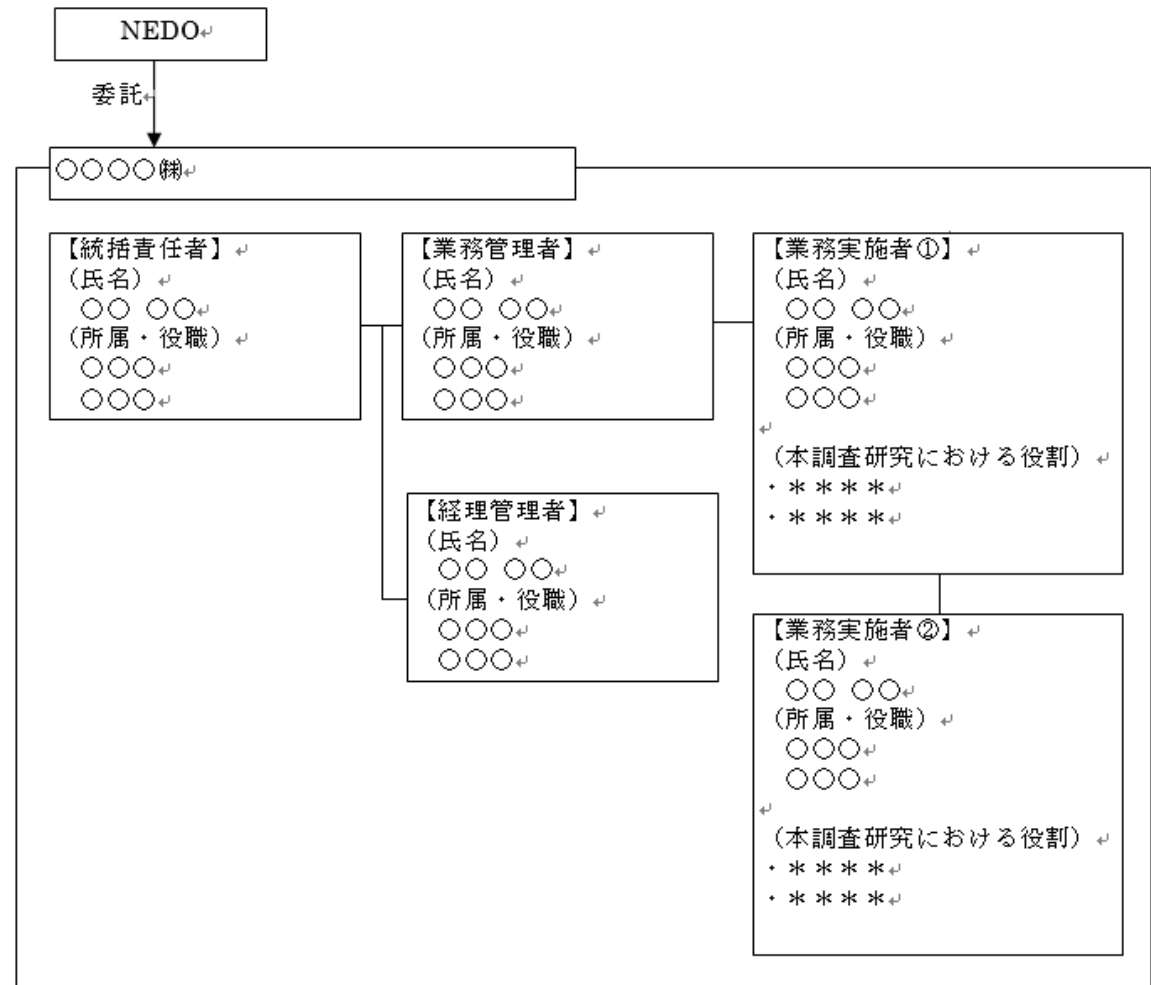 NEDO
委託
○○○○㈱
【統括責任者】
(氏名)
○○ ○○
(所属・役職)
○○○
○○○
【業務管理者】
(氏名)
○○ ○○
(所属・役職)
○○○
○○○
【経理管理者】
(氏名)
○○ ○○
(所属・役職)
○○○
○○○
【業務実施者①】
(氏名)
○○ ○○
(所属・役職)
○○○
○○○
(本調査研究における役割)
・＊＊＊＊
・＊＊＊＊
【業務実施者②】
(氏名)
○○ ○○
(所属・役職)
○○○
○○○
(本調査研究における役割)
・＊＊＊＊
・＊＊＊＊